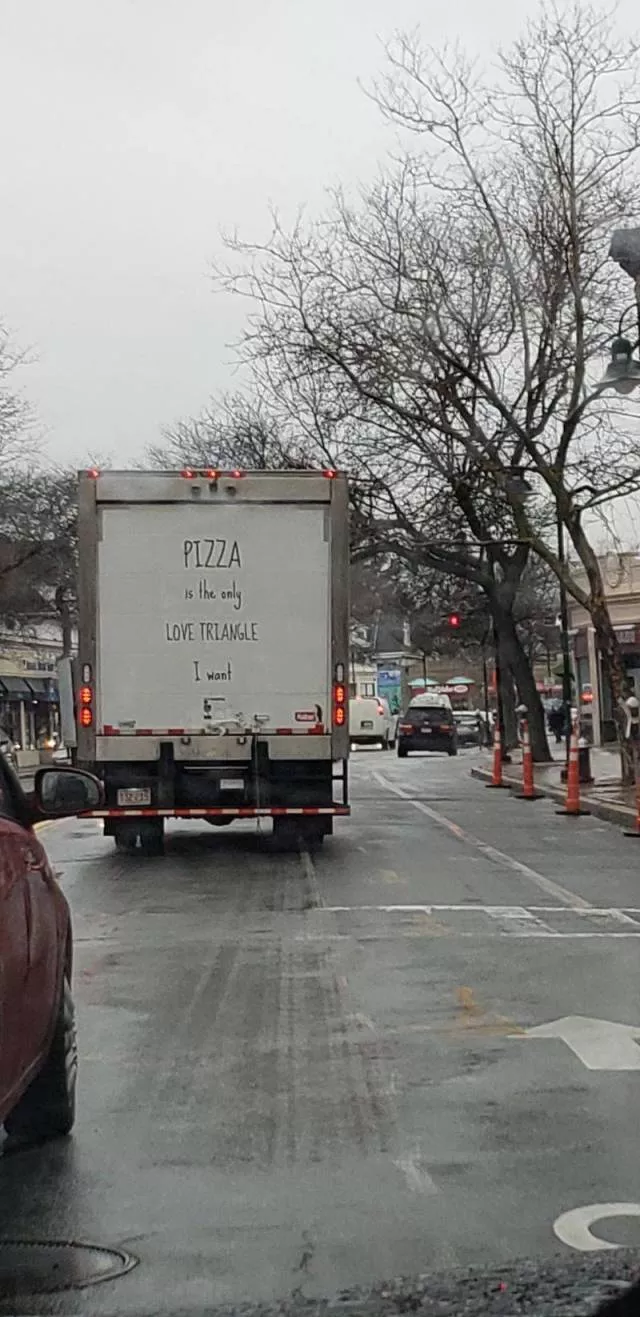 PIZZA
is the only
LOVE TRIANGLE
I want